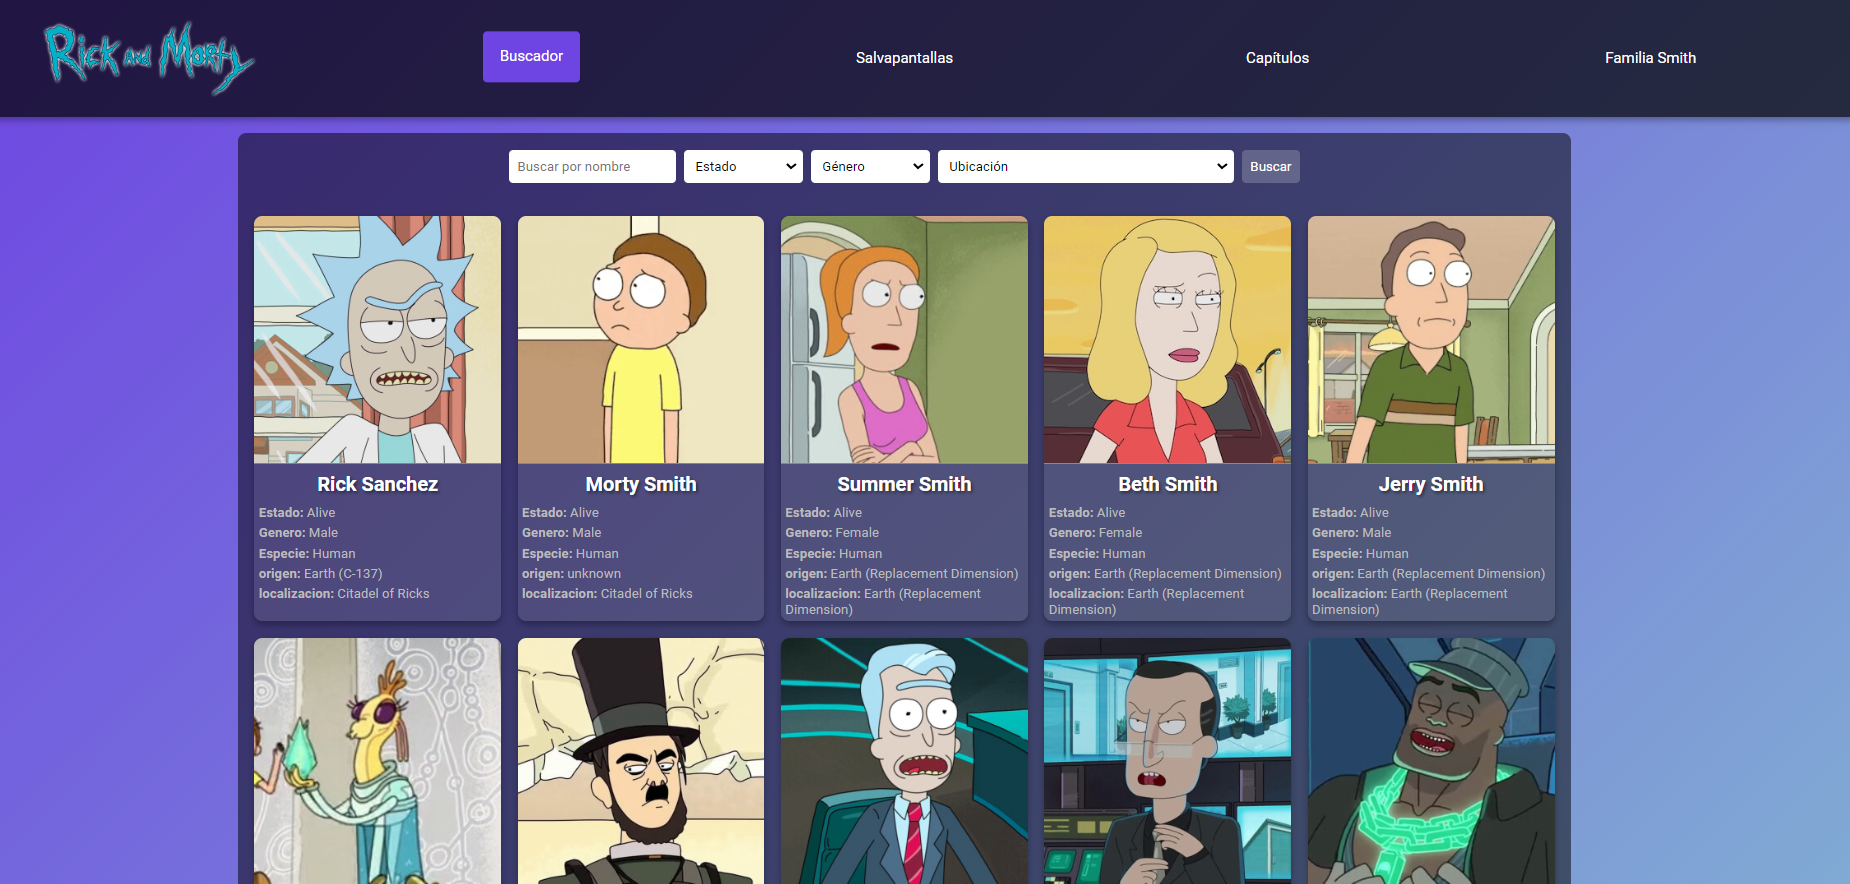 Rick and Morty
Buscador
Salvapantallas
Capítulos
Familia Smith
Buscar por nombre
Estado
Género
Ubicación
Buscar
Rick Sanchez
Estado: Alive
Genero: Male
Especie: Human
origen: Earth (C-137)
localizacion: Citadel of Ricks
Morty Smith
Estado: Alive
Genero: Male
Especie: Human
origen: unknown
localizacion: Citadel of Ricks
Summer Smith
Estado: Alive
Genero: Female
Especie: Human
origen: Earth (Replacement Dimension)
localizacion: Earth (Replacement
Dimension)
Beth Smith
Estado: Alive
Genero: Female
Especie: Human
origen: Earth (Replacement Dimension)
localizacion: Earth (Replacement
Dimension)
Jerry Smith
Estado: Alive
Genero: Male
Especie: Human
origen: Earth (Replacement Dimension)
localizacion: Earth (Replacement
Dimension)